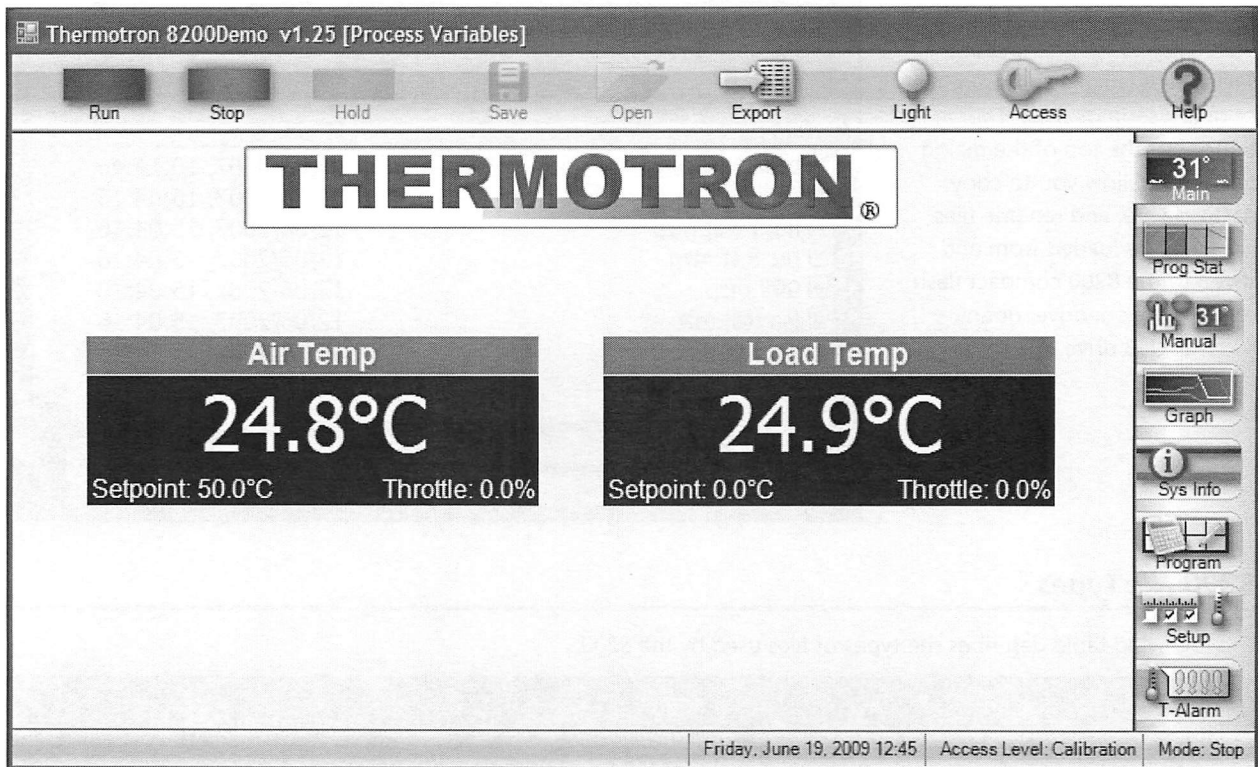 Thermotron 8200Demo v1.25 [Process Variables]
Run Stop Hold Save Open Export Light Access Help
THERMOTRON®
31°
Main
Prog Stat
31°
Manual
Graph
Sys Info
Program
Setup
T-Alarm
Air Temp
24.8°C
Setpoint: 50.0°C Throttle: 0.0%
Load Temp
24.9°C
Setpoint: 0.0°C Throttle: 0.0%
Friday, June 19, 2009 12:45 Access Level: Calibration Mode: Stop